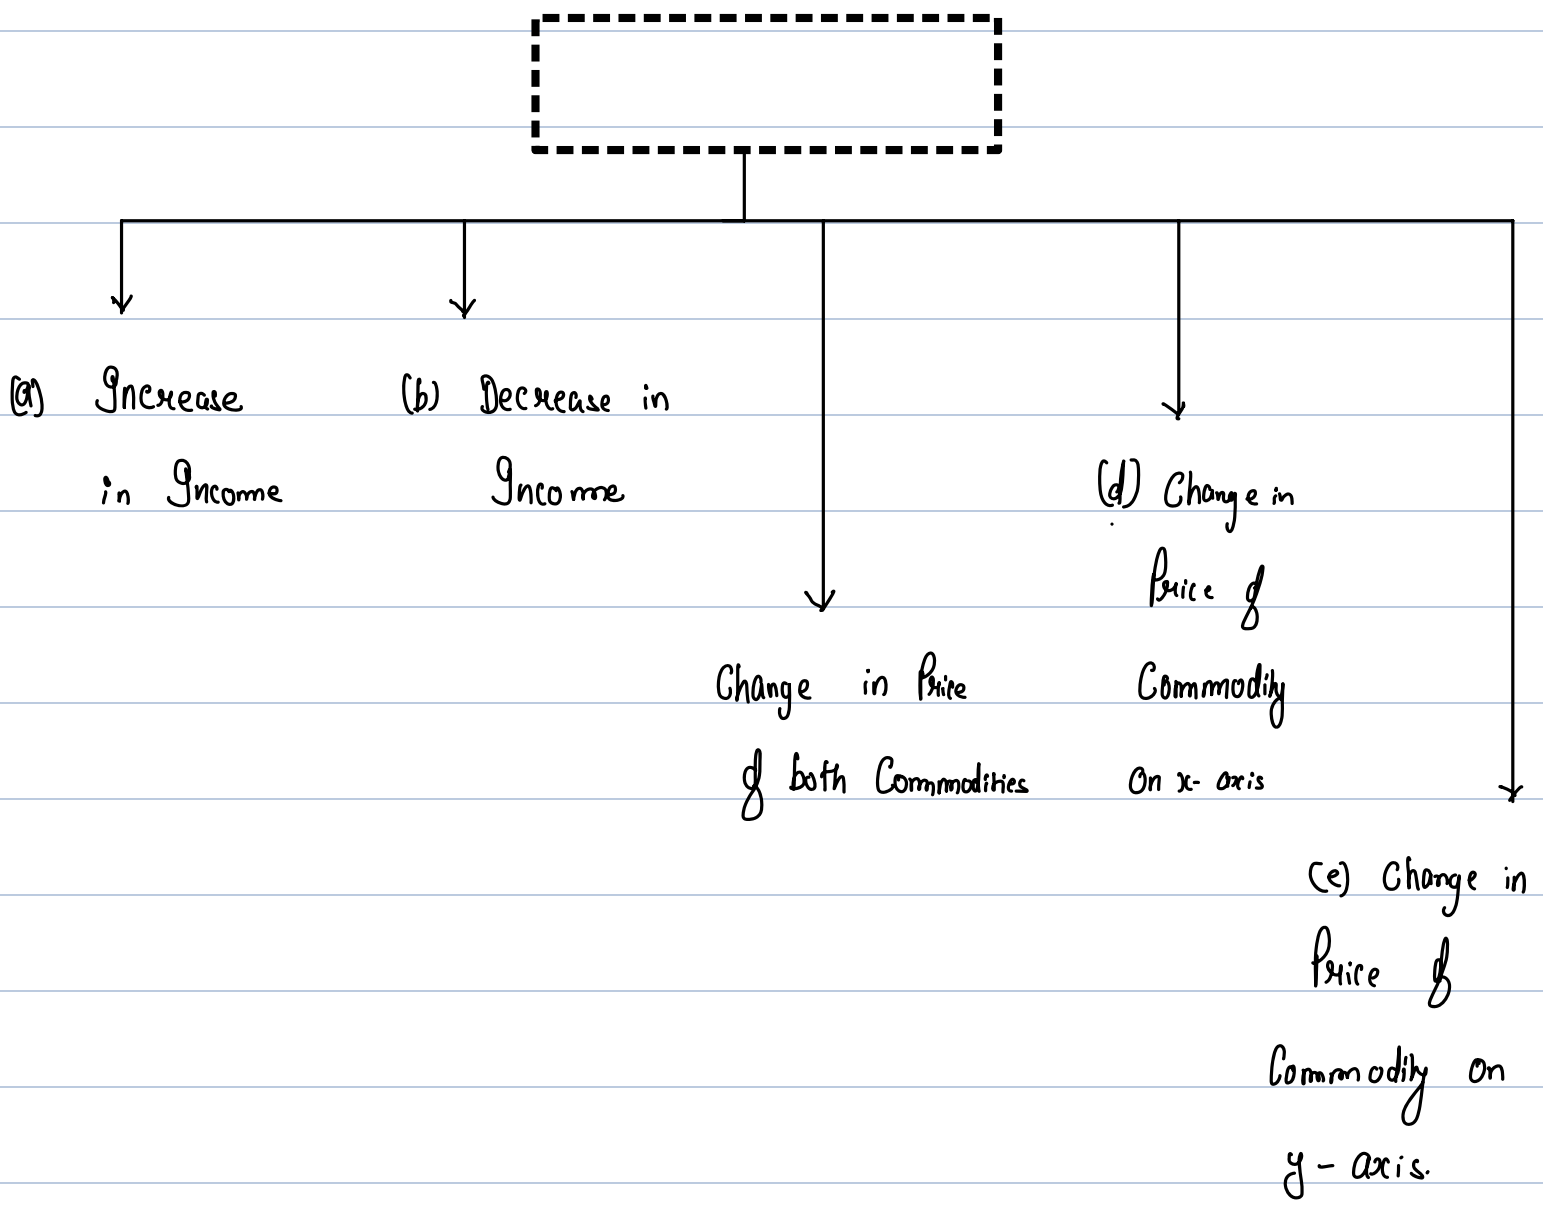 (a) Increase
in Income
(b) Decrease in
Income
Change in Price
of both Commodities
(d) Change in
Price of
Commodity
On x-axis
(e) Change in
Price of
Commodity on
y-axis.